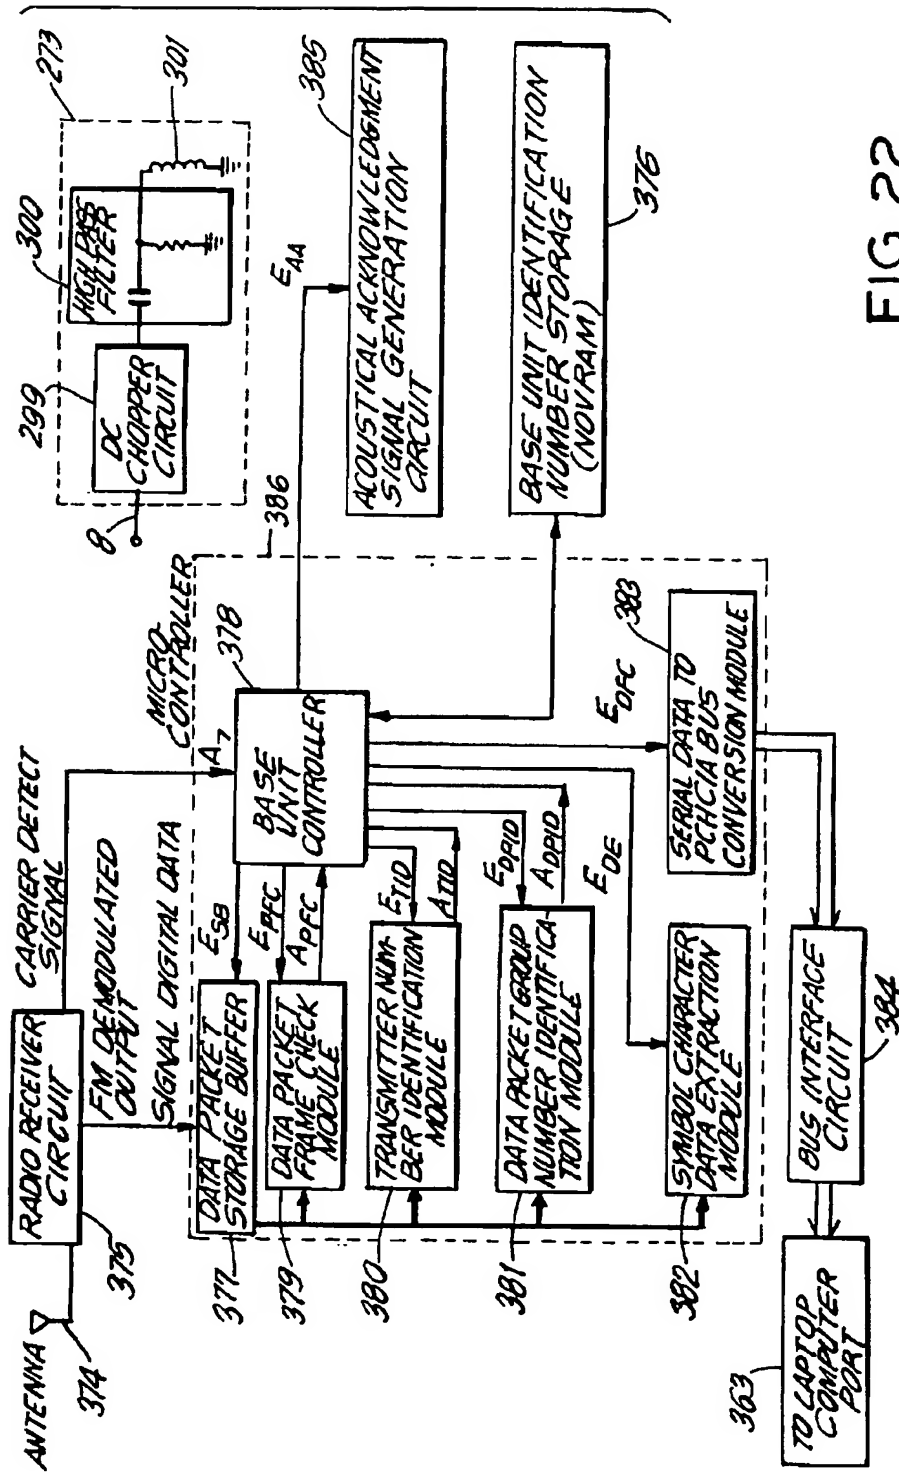 ANTENNA
374
RADIO RECEIVER
CIRCUIT
375
CARRIER DETECT
SIGNAL
FM DEMODULATED
OUTPUT
SIGNAL DIGITAL DATA
MICRO-
CONTROLLER
A7
378
386
BASE
UNIT
CONTROLLER
8
299
DC
CHOPPER
CIRCUIT
300
HIGH PASS
FILTER
273
301
377
DATA PACKET
STORAGE BUFFER
ESB
379
DATA PACKET
FRAME CHECK
MODULE
EPFC
APFC
380
TRANSMITTER NUM-
BER IDENTIFICATION
MODULE
ETID
ATID
381
DATA PACKET GROUP
NUMBER IDENTIFICA-
TION MODULE
EDPID
ADPID
382
SYMBOL CHARACTER
DATA EXTRACTION
MODULE
EDE
EDFC
383
SERIAL DATA TO
PCHCIA BUS
CONVERSION MODULE
EAA
385
ACOUSTICAL ACKNOWLEDGMENT
SIGNAL GENERATION
CIRCUIT
BASE UNIT IDENTIFICATION
NUMBER STORAGE
(NOVRAM)
376
363
TO LAPTOP
COMPUTER
PORT
BUS INTERFACE
CIRCUIT
384
FIG. 22